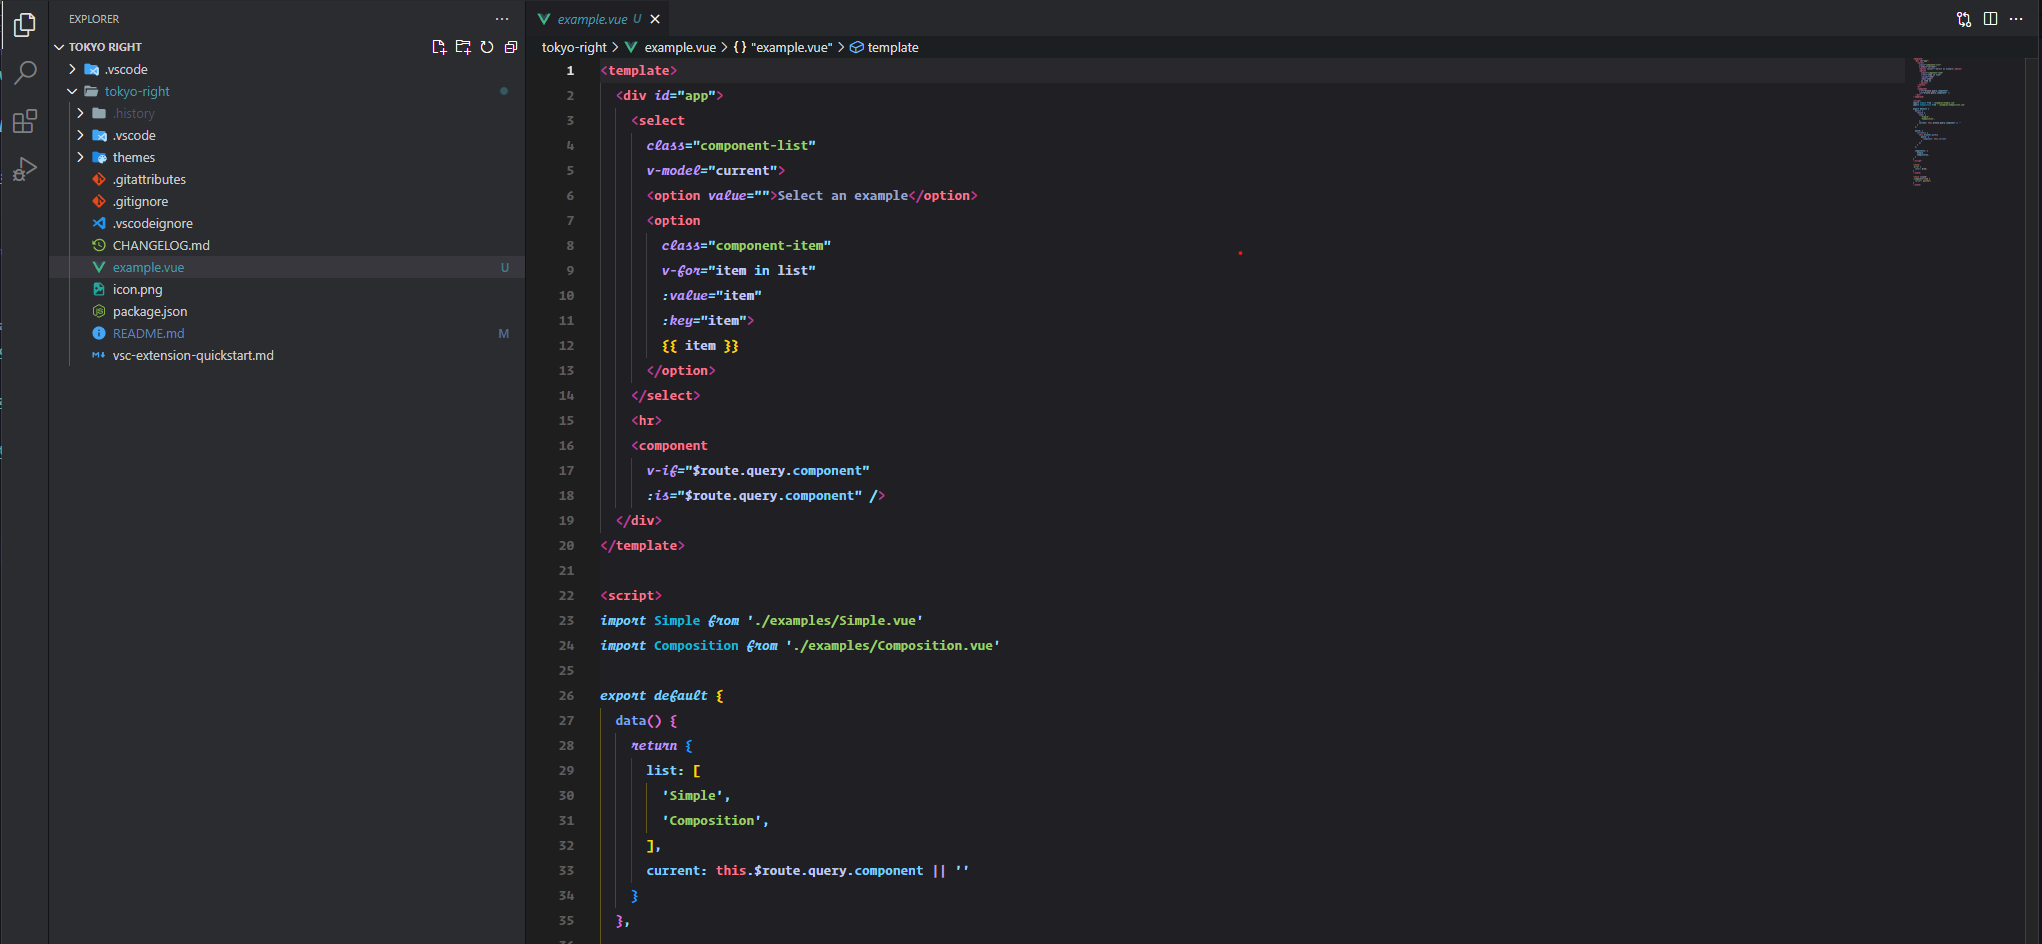 EXPLORER
TOKYO RIGHT
.vscode
tokyo-right
.history
.vscode
themes
.gitattributes
.gitignore
.vscodeignore
CHANGELOG.md
example.vue U
icon.png
package.json
README.md M
vsc-extension-quickstart.md
example.vue U
tokyo-right > example.vue > {} "example.vue" > template
1 <template>
2 <div id="app">
3 <select
4 class="component-list"
5 v-model="current">
6 <option value="">Select an example</option>
7 <option
8 class="component-item"
9 v-for="item in list"
10 :value="item"
11 :key="item">
12 {{ item }}
13 </option>
14 </select>
15 <hr>
16 <component
17 v-if="$route.query.component"
18 :is="$route.query.component" />
19 </div>
20 </template>
21
22 <script>
23 import Simple from './examples/Simple.vue'
24 import Composition from './examples/Composition.vue'
25
26 export default {
27 data() {
28 return {
29 list: [
30 'Simple',
31 'Composition',
32 ],
33 current: this.$route.query.component || ''
34 }
35 },